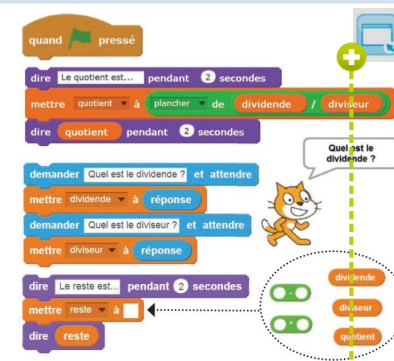 quand pressé
dire Le quotient est... pendant 2 secondes
mettre quotient à plancher de dividende / diviseur
dire quotient pendant 2 secondes
Quel est le
dividende ?
demander Quel est le dividende ? et attendre
mettre dividende à réponse
demander Quel est le diviseur ? et attendre
mettre diviseur à réponse
dire Le reste est... pendant 2 secondes
mettre reste à
dire reste
dividende
-
diviseur
*
quotient